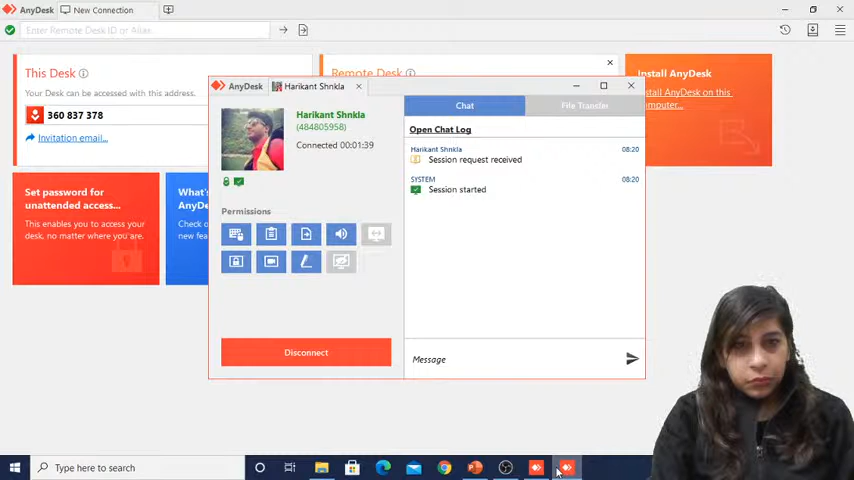 AnyDesk New Connection
Enter Remote Desk ID or Alias.
This Desk
Your Desk can be accessed with this address.
360 837 378
Invitation email...
Remote Desk
Install AnyDesk
Install AnyDesk on this
computer...
Set password for
unattended access...
This enables you to access your
desk, no matter where you are.
What's
AnyDe
Check o
new fea
AnyDesk Harikant Shnkla
Harikant Shnkla
(484805958)
Connected 00:01:39
Permissions
Disconnect
Chat File Transfer
Open Chat Log
Harikant Shnkla 08:20
Session request received
SYSTEM 08:20
Session started
Message
Type here to search